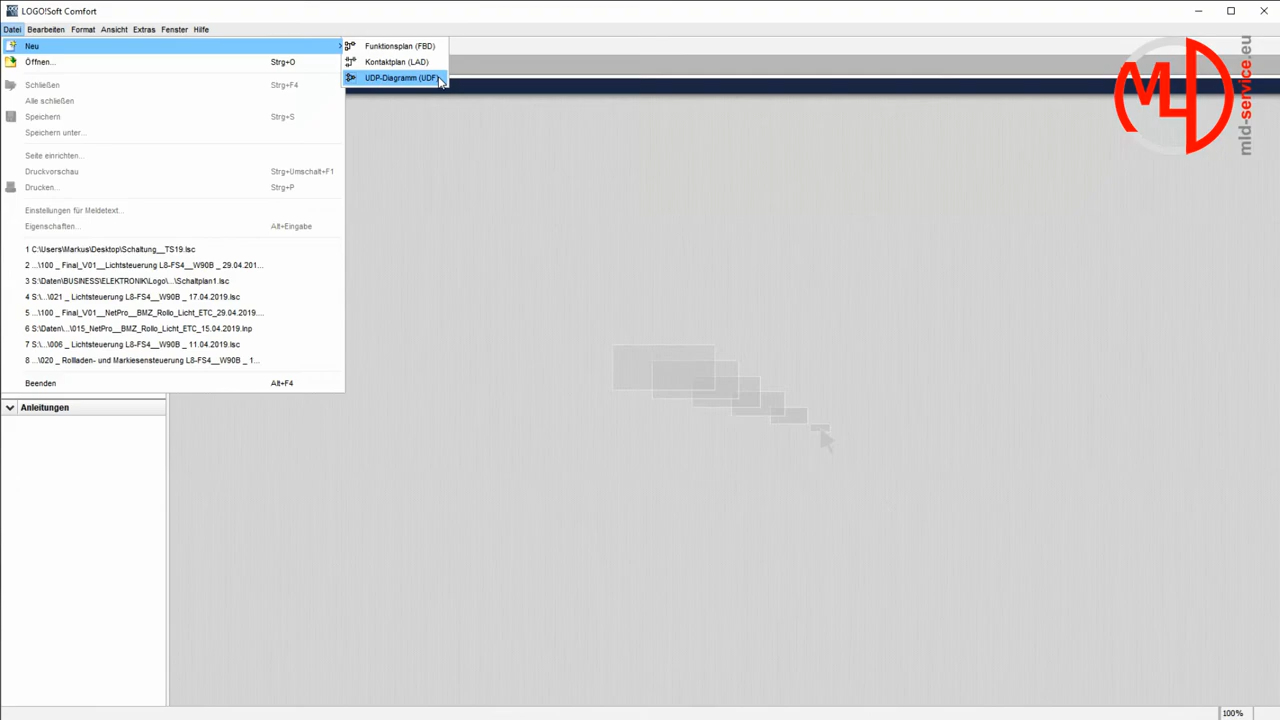 LOGO!Soft Comfort
Datei Bearbeiten Format Ansicht Extras Fenster Hilfe
Neu
Öffnen... Strg+O
Schließen Strg+F4
Alle schließen
Speichern Strg+S
Speichern unter...
Seite einrichten...
Druckvorschau Strg+Umschalt+F1
Drucken... Strg+P
Einstellungen für Meldetext...
Eigenschaften... Alt+Eingabe
1 C:\Users\Markus\Desktop\Schaltung__TS19.lsc
2 ...\100 _ Final_V01__Lichtsteuerung L8-FS4__W90B _ 29.04.201...
3 S:\Daten\BUSINESS\ELEKTRONIK\Logo\...\Schaltplan1.lsc
4 S:\...\021 _ Lichtsteuerung L8-FS4__W90B _ 17.04.2019.lsc
5 ...\100 _ Final_V01__NetPro__BMZ_Rollo_Licht_ETC_29.04.2019....
6 S:\Daten\...\015_NetPro__BMZ_Rollo_Licht_ETC_15.04.2019.lnp
7 S:\...\006 _ Lichtsteuerung L8-FS4__W90B _ 11.04.2019.lsc
8 ...\020 _ Rollladen- und Markiesensteuerung L8-FS4__W90B _ 1...
Beenden Alt+F4
Funktionsplan (FBD)
Kontaktplan (LAD)
UDP-Diagramm (UDF)
Anleitungen
MLD
mld-service.eu
100%